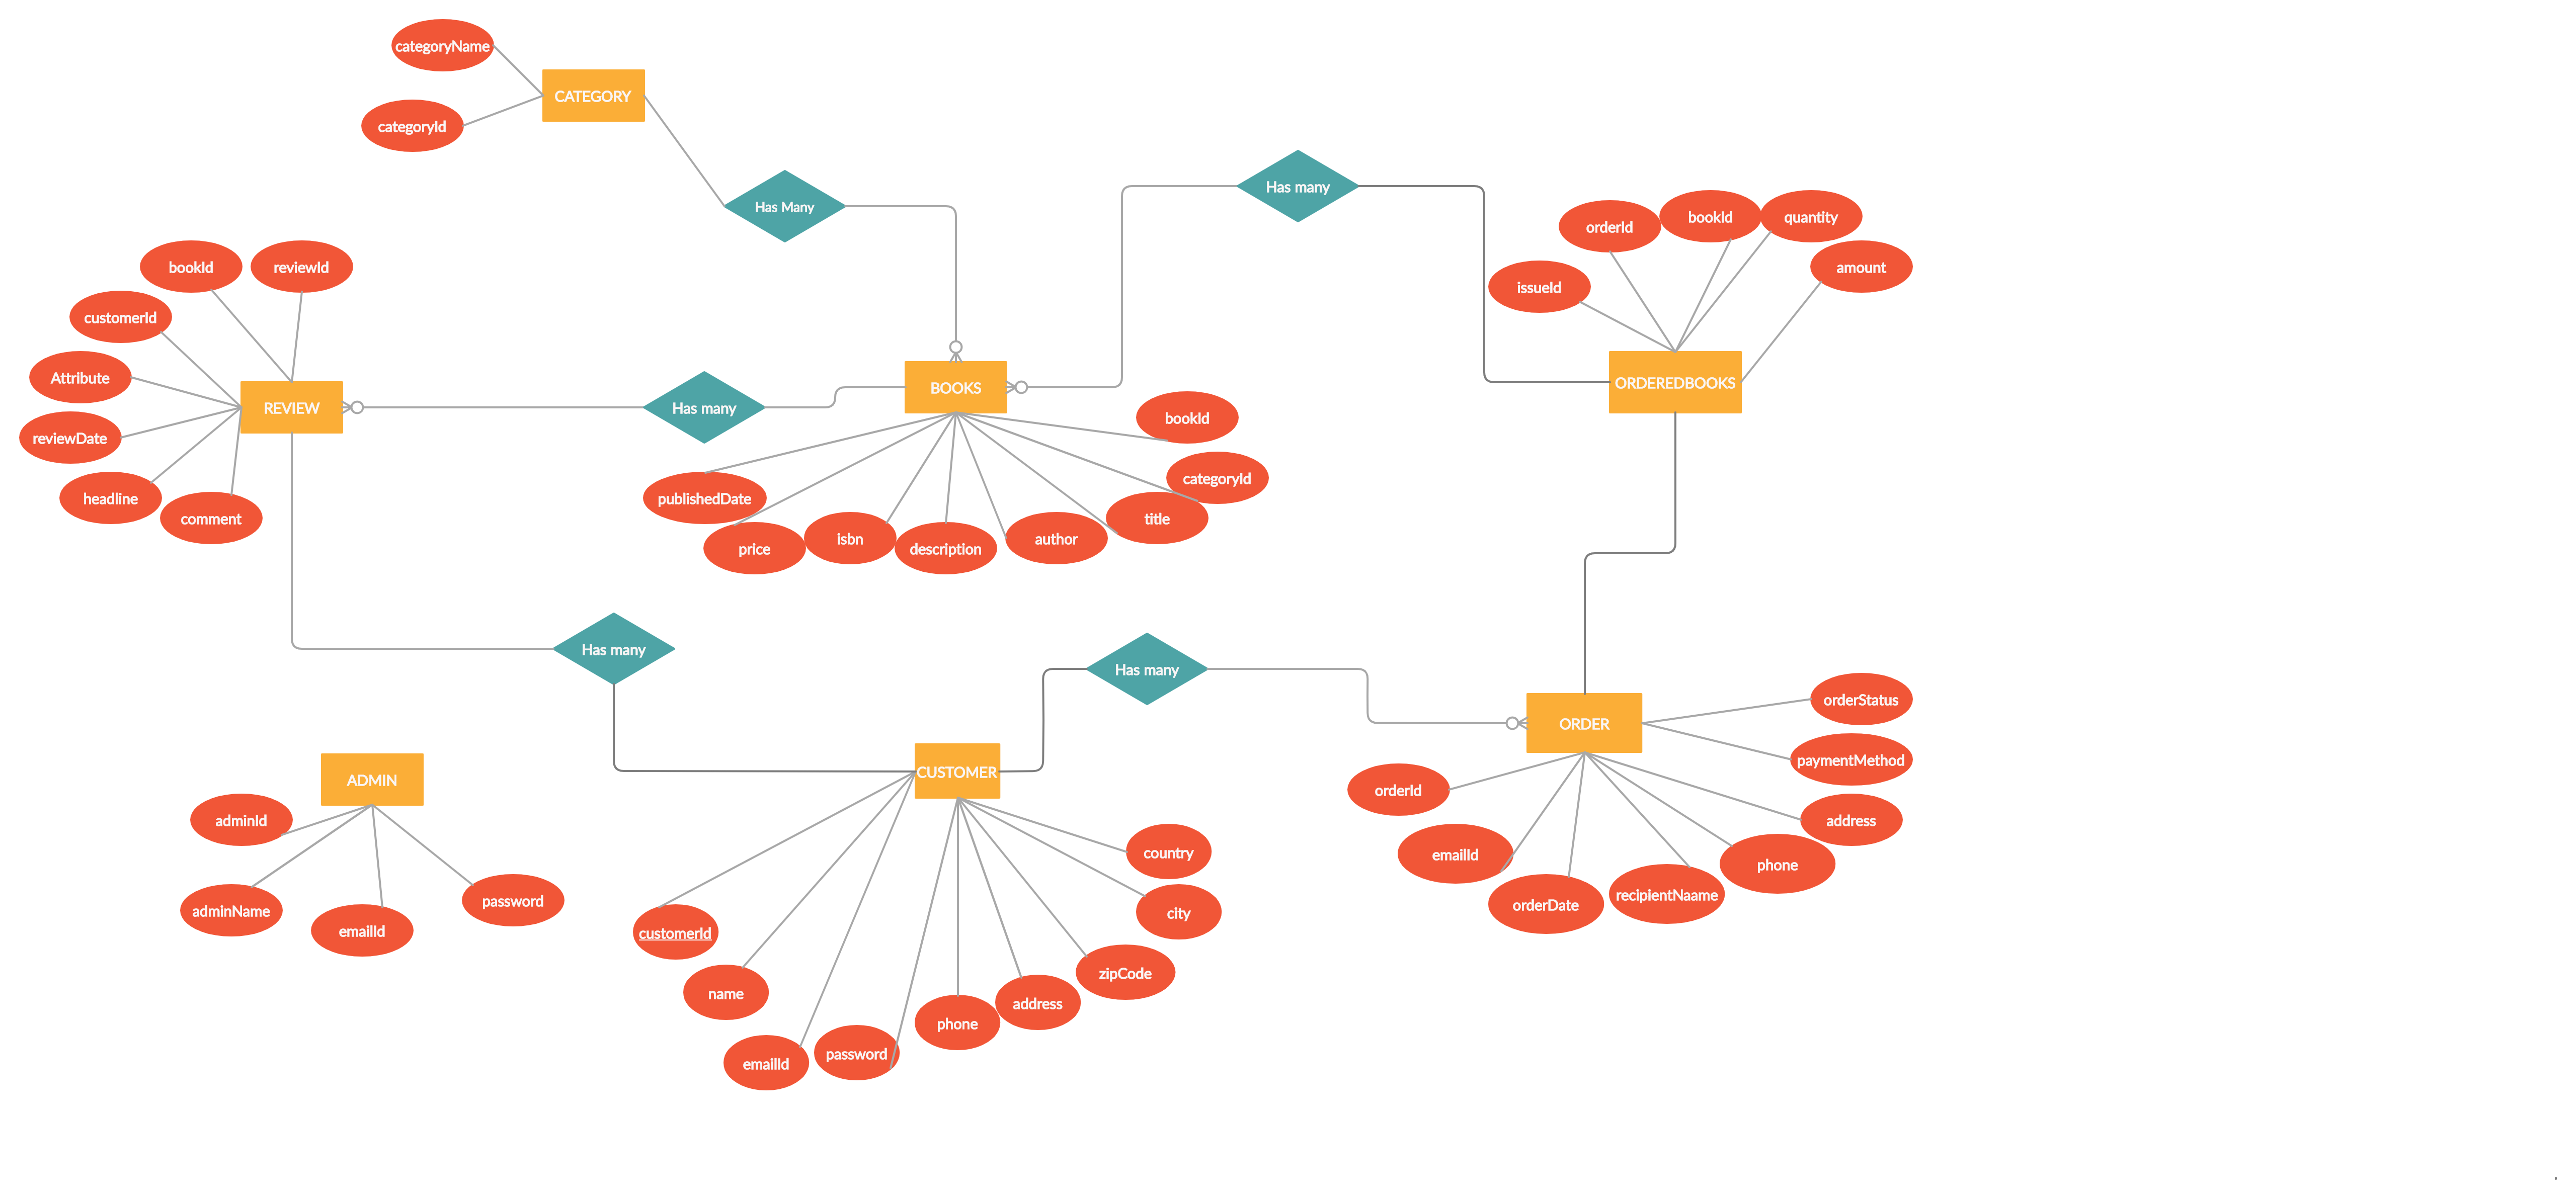 categoryName
CATEGORY
categoryId
Has Many
Has many
orderId
bookId
quantity
issueId
amount
bookId
reviewId
customerId
Attribute
REVIEW
reviewDate
headline
comment
Has many
BOOKS
ORDEREDBOOKS
bookId
categoryId
publishedDate
title
price
isbn
description
author
Has many
Has many
ORDER
orderStatus
paymentMethod
orderId
address
emailId
phone
orderDate
recipientNaame
ADMIN
CUSTOMER
adminId
adminName
emailId
password
country
city
customerId
zipCode
name
address
phone
emailId
password